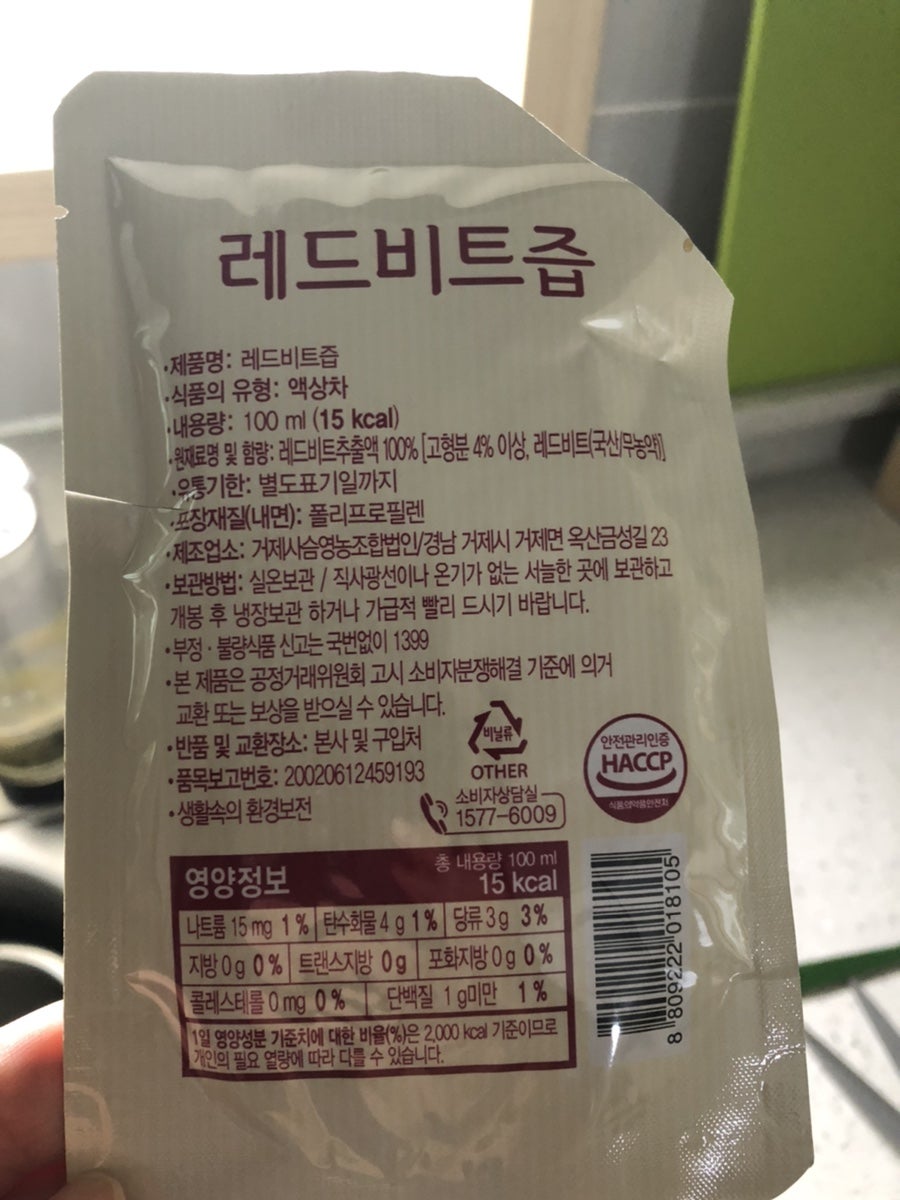 레드비트즙
·제품명: 레드비트즙
·식품의 유형: 액상차
·내용량: 100 ml (15 kcal)
·원재료명 및 함량: 레드비트추출액 100% [고형분 4% 이상, 레드비트(국산/무농약)]
·유통기한: 별도표기일까지
·포장재질(내면): 폴리프로필렌
·제조업소: 거제사슴영농조합법인/경남 거제시 거제면 옥산금성길 23
·보관방법: 실온보관 / 직사광선이나 온기가 없는 서늘한 곳에 보관하고
개봉 후 냉장보관 하거나 가급적 빨리 드시기 바랍니다.
·부정·불량식품 신고는 국번없이 1399
·본 제품은 공정거래위원회 고시 소비자분쟁해결 기준에 의거
교환 또는 보상을 받으실 수 있습니다.
·반품 및 교환장소: 본사 및 구입처
·품목보고번호: 20020612459193
·생활속의 환경보전
비닐류
OTHER
소비자상담실
1577-6009
안전관리인증
HACCP
식품의약품안전처
영양정보
총 내용량 100 ml
15 kcal
나트륨 15 mg 1% 탄수화물 4 g 1% 당류 3 g 3%
지방 0 g 0% 트랜스지방 0 g 포화지방 0 g 0%
콜레스테롤 0 mg 0% 단백질 1 g미만 1%
1일 영양성분 기준치에 대한 비율(%)은 2,000 kcal 기준이므로
개인의 필요 열량에 따라 다를 수 있습니다.
8 809222 018105